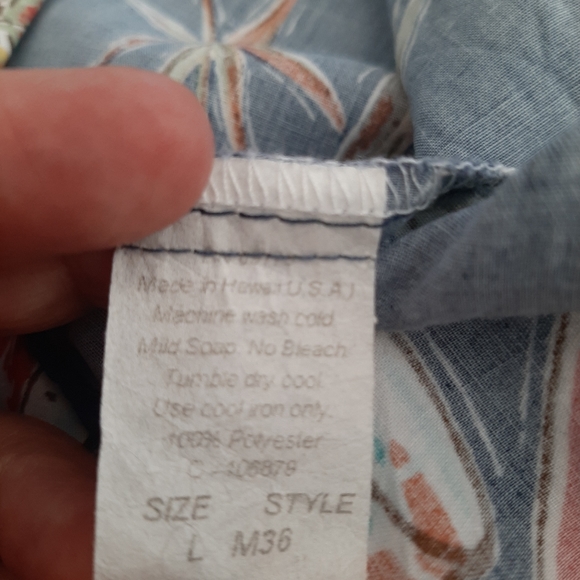 Made in Hawaii U.S.A.)
Machine wash cold
Mild Soap. No Bleach
Tumble dry cool.
Use cool iron only.
100% Polyester
C-106879
SIZE STYLE
L M36